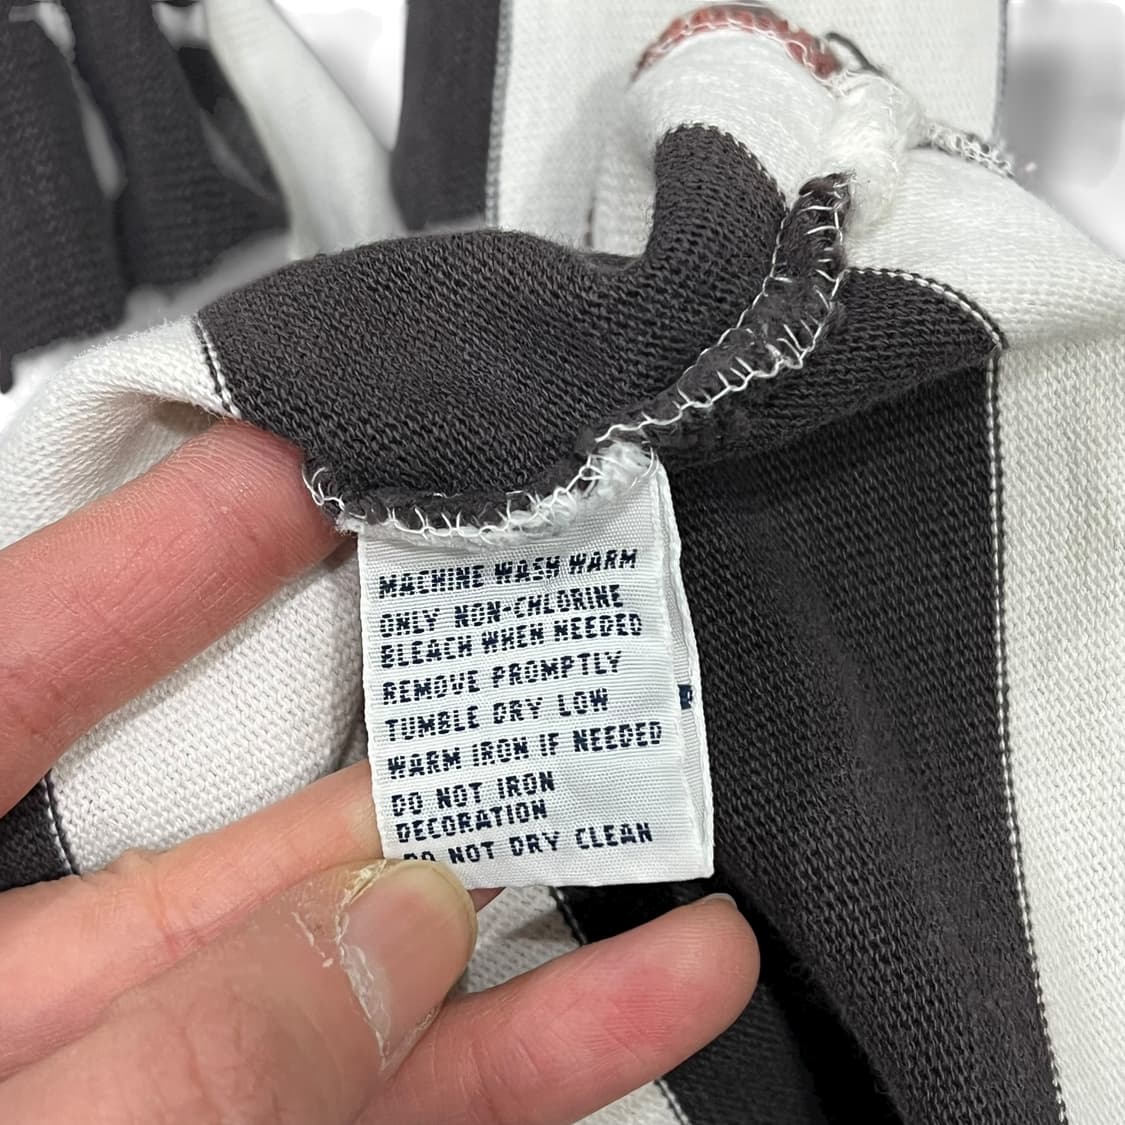 MACHINE WASH WARM
ONLY NON-CHLORINE
BLEACH WHEN NEEDED
REMOVE PROMPTLY
TUMBLE DRY LOW
WARM IRON IF NEEDED
DO NOT IRON
DECORATION
DO NOT DRY CLEAN